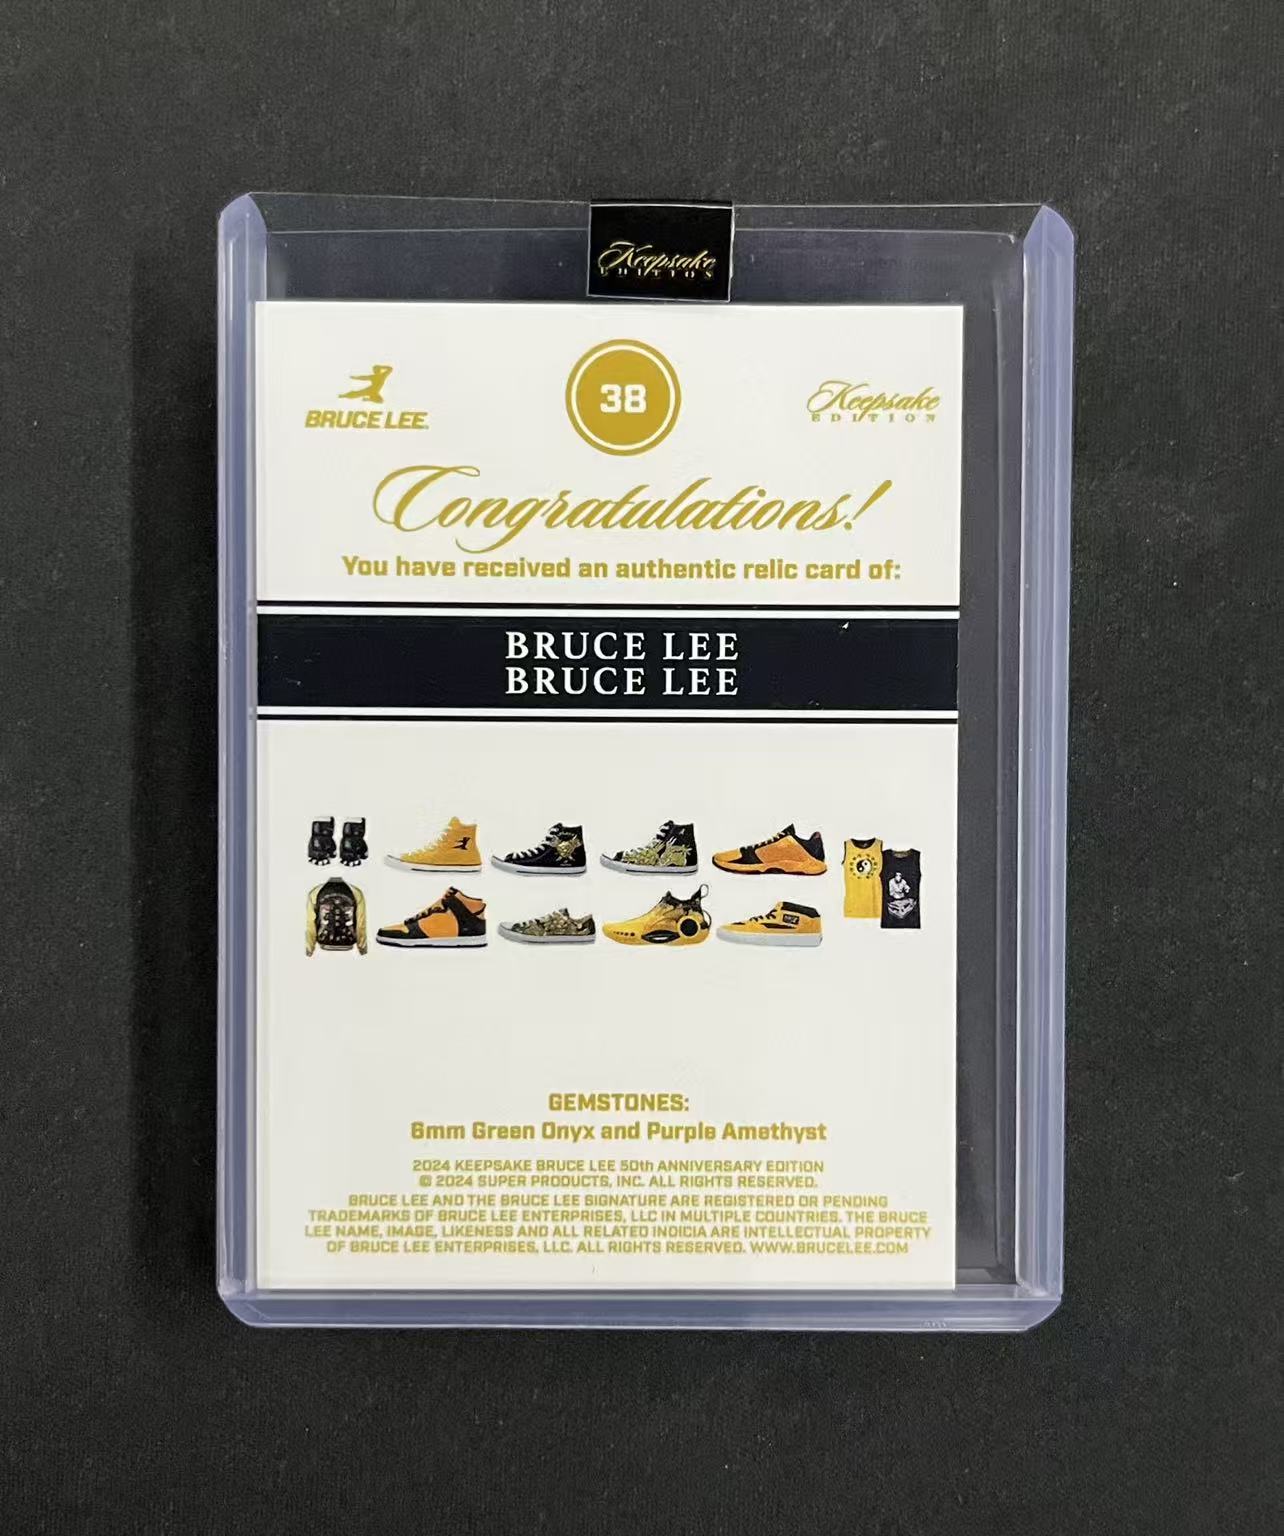 Keepsake
EDITION
38
BRUCE LEE
Keepsake
EDITION
Congratulations!
You have received an authentic relic card of:
BRUCE LEE
BRUCE LEE
GEMSTONES:
6mm Green Onyx and Purple Amethyst
2024 KEEPSAKE BRUCE LEE 50th ANNIVERSARY EDITION
© 2024 SUPER PRODUCTS, INC. ALL RIGHTS RESERVED.
BRUCE LEE AND THE BRUCE LEE SIGNATURE ARE REGISTERED OR PENDING
TRADEMARKS OF BRUCE LEE ENTERPRISES, LLC IN MULTIPLE COUNTRIES. THE BRUCE
LEE NAME, IMAGE, LIKENESS AND ALL RELATED INDICIA ARE INTELLECTUAL PROPERTY
OF BRUCE LEE ENTERPRISES, LLC. ALL RIGHTS RESERVED. WWW.BRUCELEE.COM